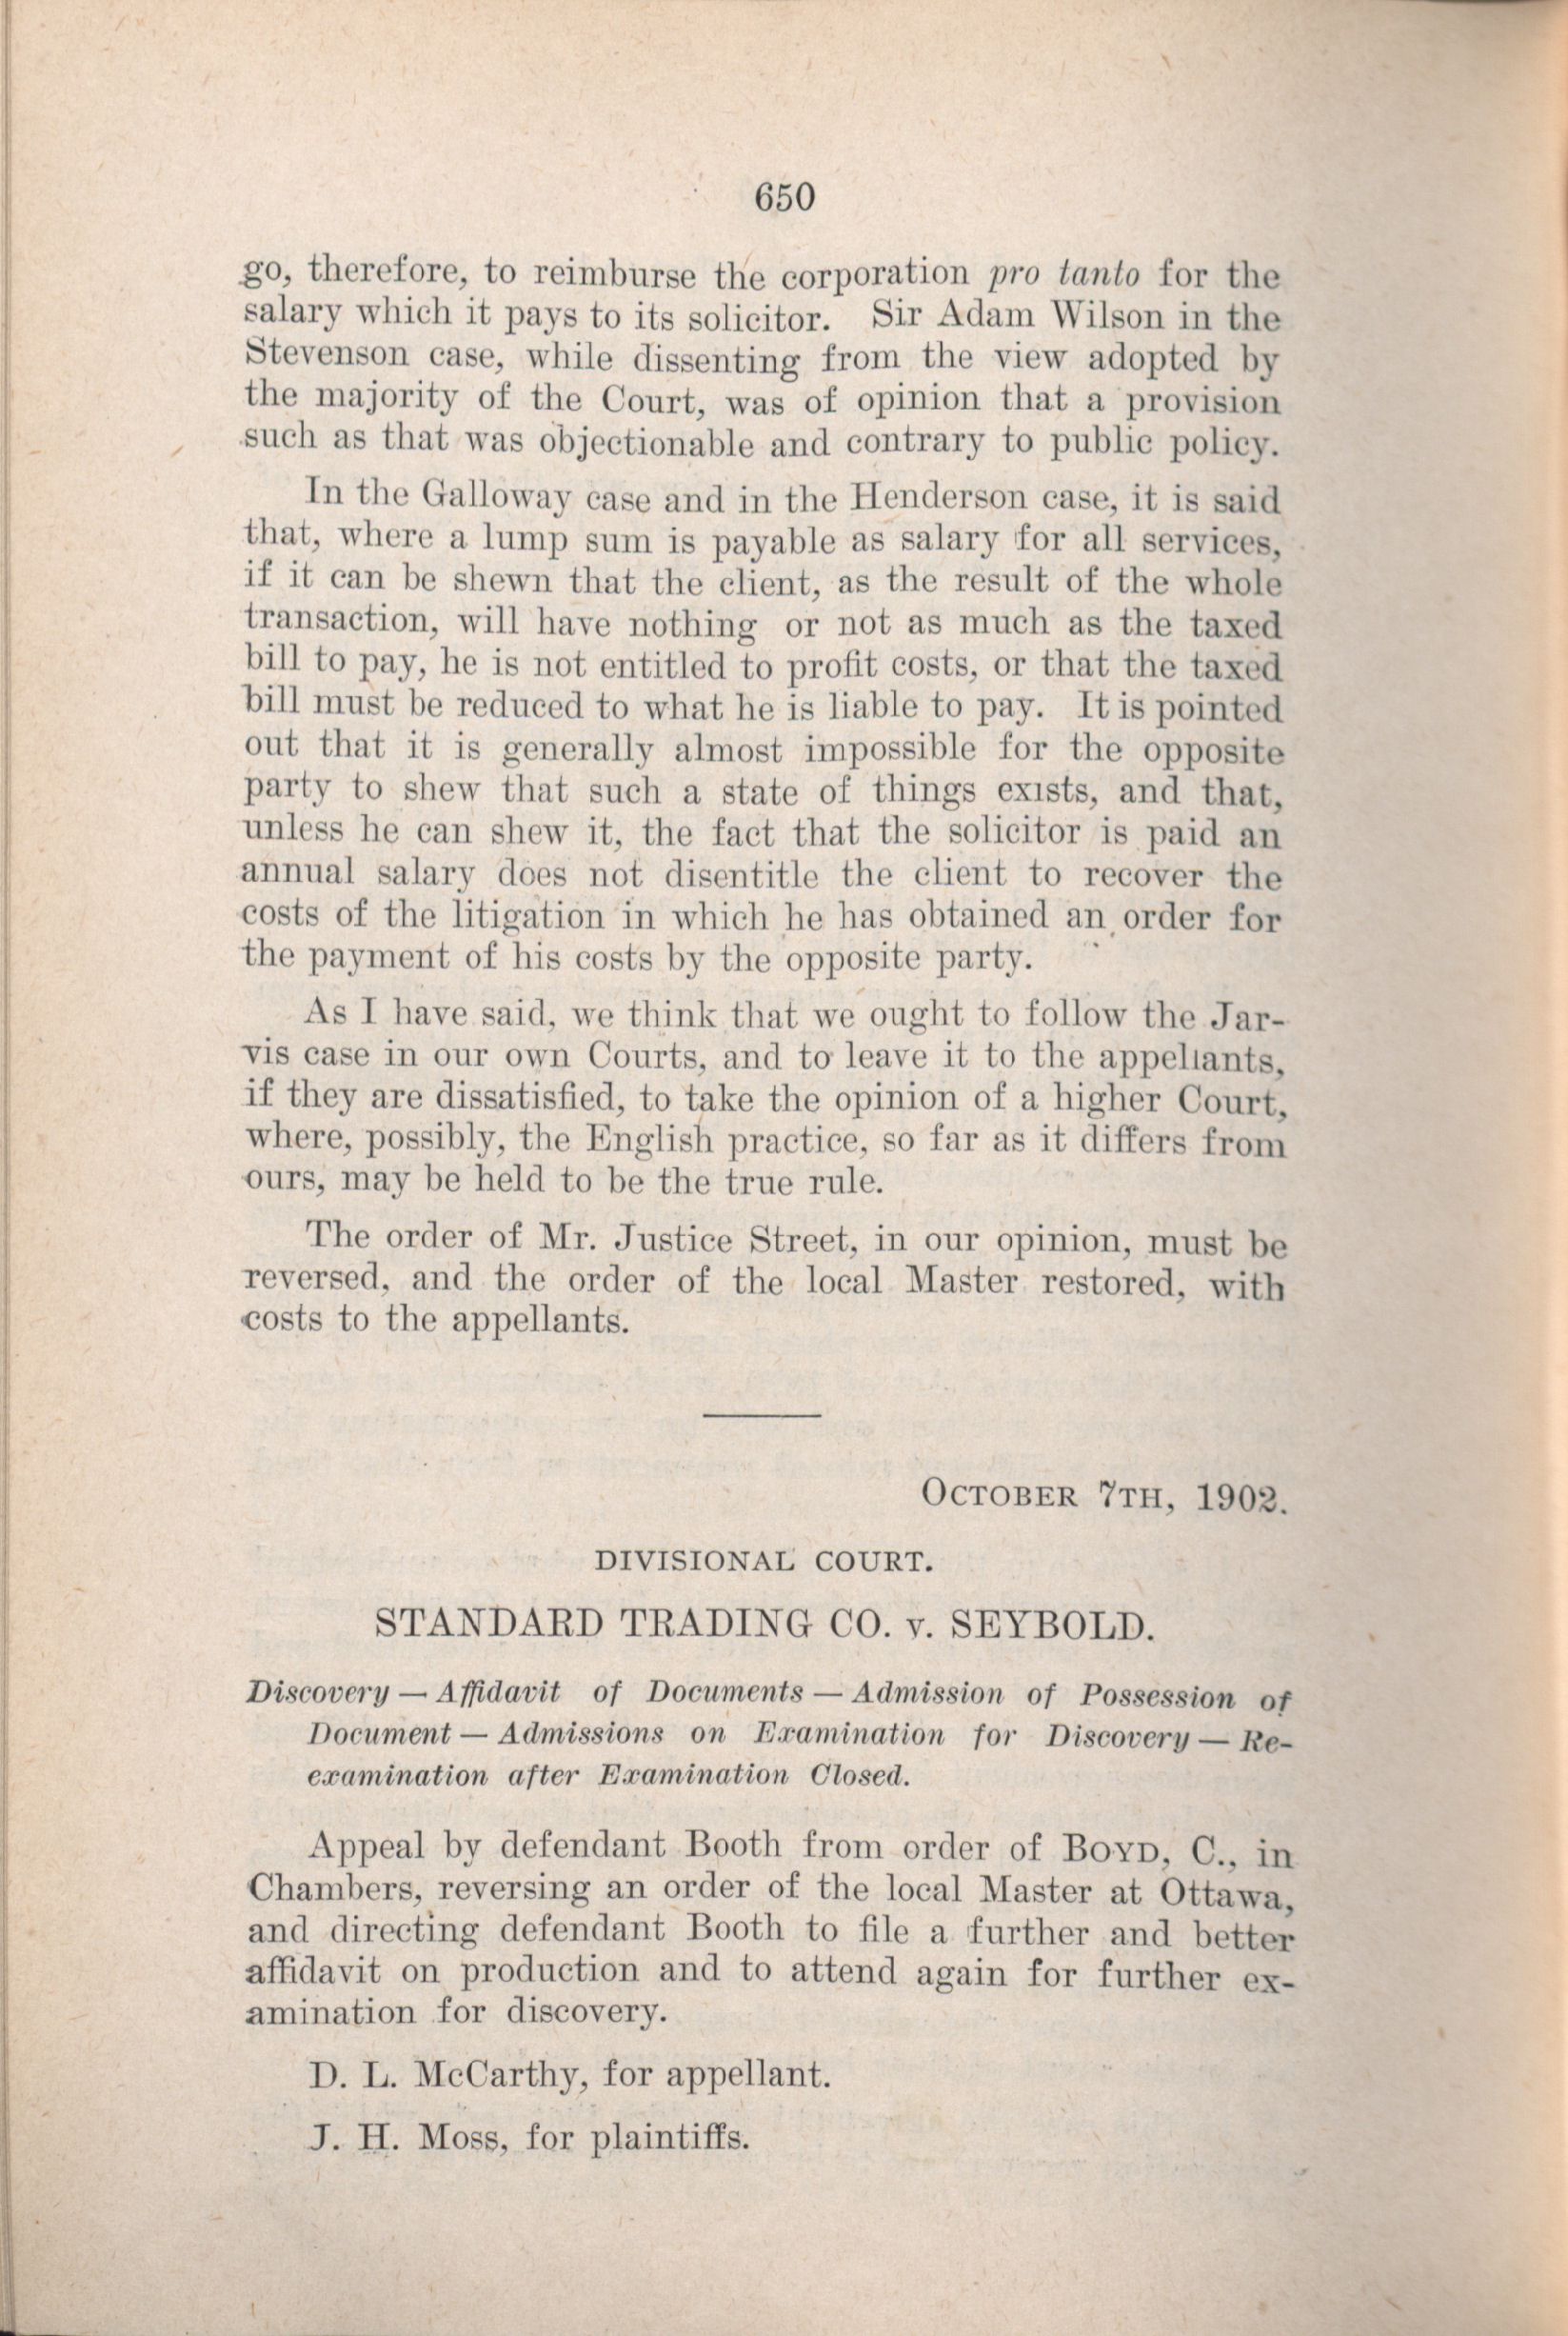 650
go, therefore, to reimburse the corporation pro tanto for the
salary which it pays to its solicitor. Sir Adam Wilson in the
Stevenson case, while dissenting from the view adopted by
the majority of the Court, was of opinion that a provision
such as that was objectionable and contrary to public policy.
In the Galloway case and in the Henderson case, it is said
that, where a lump sum is payable as salary for all services,
if it can be shewn that the client, as the result of the whole
transaction, will have nothing or not as much as the taxed
bill to pay, he is not entitled to profit costs, or that the taxed
bill must be reduced to what he is liable to pay. It is pointed
out that it is generally almost impossible for the opposite
party to shew that such a state of things exists, and that,
unless he can shew it, the fact that the solicitor is paid an
annual salary does not disentitle the client to recover the
costs of the litigation in which he has obtained an order for
the payment of his costs by the opposite party.
As I have said, we think that we ought to follow the Jar-
vis case in our own Courts, and to leave it to the appellants,
if they are dissatisfied, to take the opinion of a higher Court,
where, possibly, the English practice, so far as it differs from
ours, may be held to be the true rule.
The order of Mr. Justice Street, in our opinion, must be
reversed, and the order of the local Master restored, with
costs to the appellants.
OCTOBER 7TH, 1902.
DIVISIONAL COURT.
STANDARD TRADING CO. v. SEYBOLD.
Discovery — Affidavit of Documents — Admission of Possession of
Document — Admissions on Examination for Discovery — Re-
examination after Examination Closed.
Appeal by defendant Booth from order of BOYD, C., in
Chambers, reversing an order of the local Master at Ottawa,
and directing defendant Booth to file a further and better
affidavit on production and to attend again for further ex-
amination for discovery.
D. L. McCarthy, for appellant.
J. H. Moss, for plaintiffs.